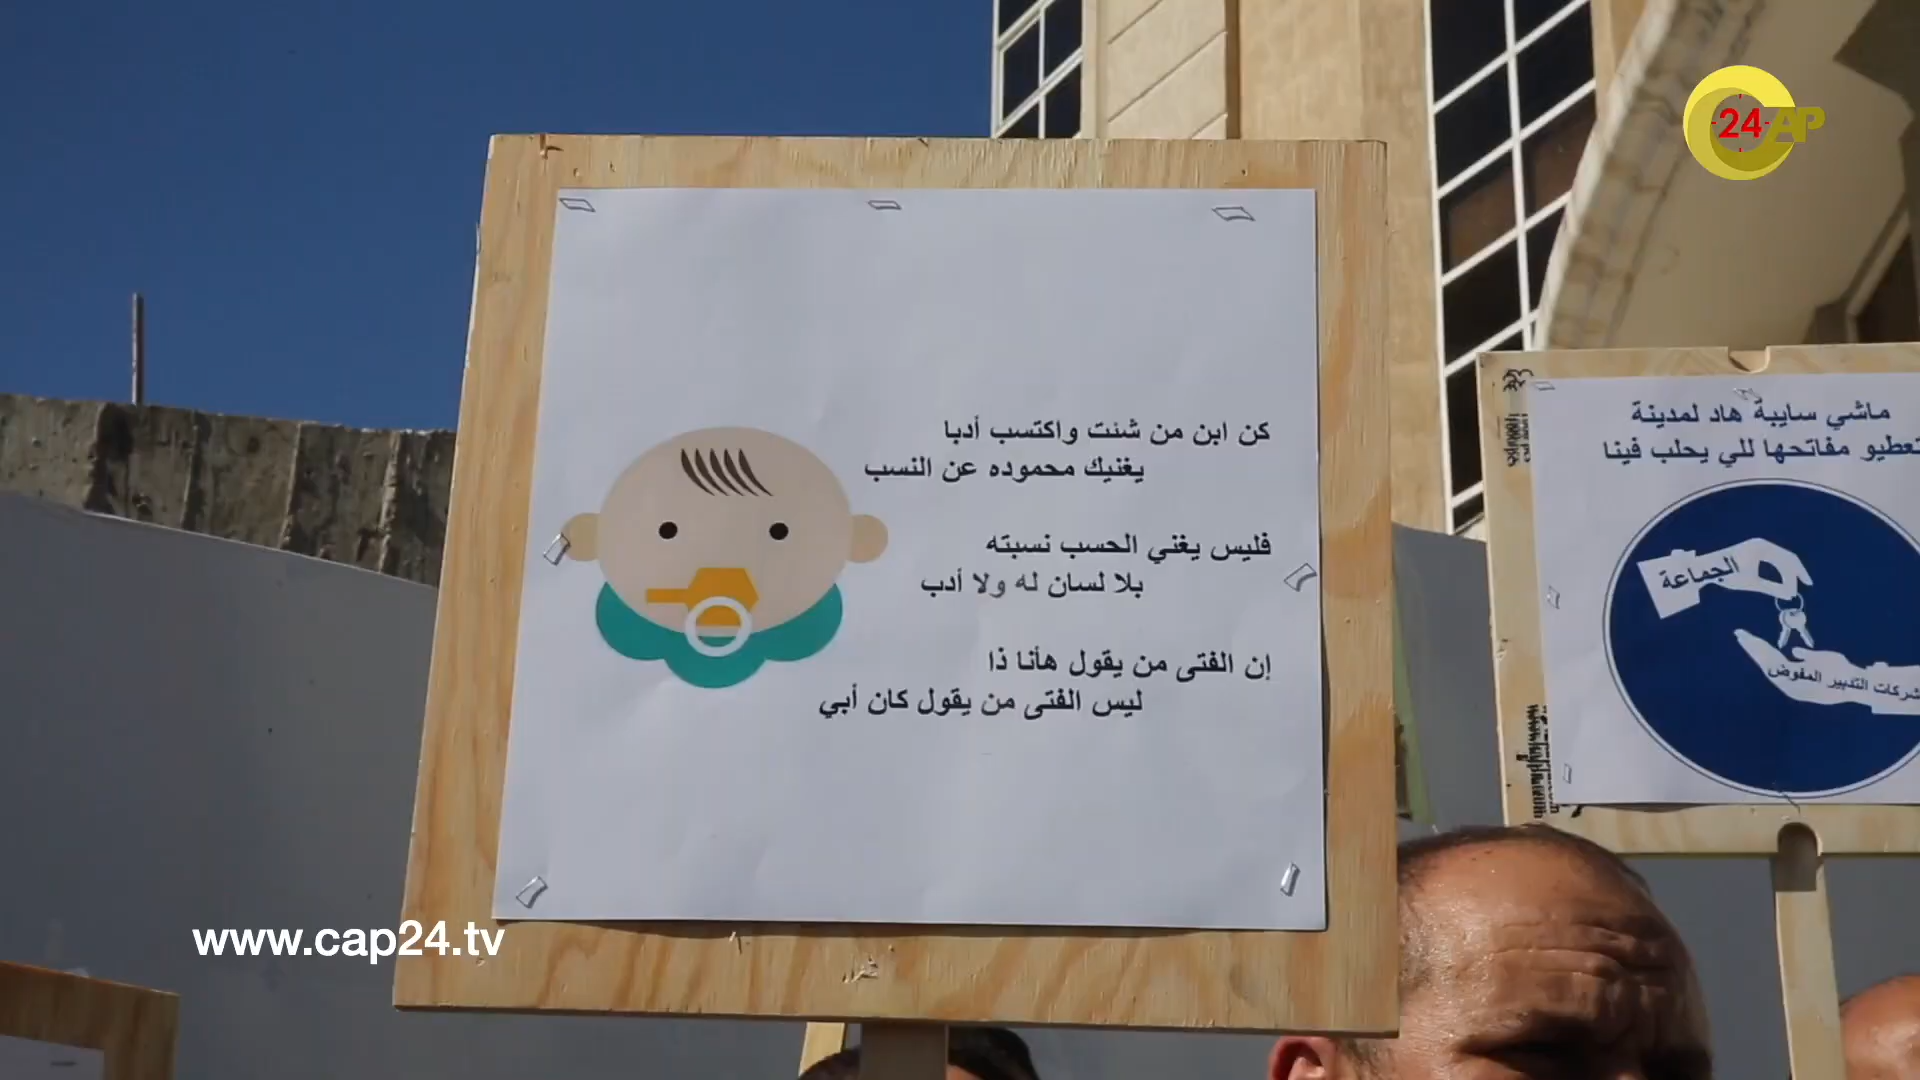 كن ابن من شئت واكتسب أدبا
يغنيك محموده عن النسب
فليس يغني الحسب نسبته
بلا لسان له ولا أدب
إن الفتى من يقول هأنا ذا
ليس الفتى من يقول كان أبي
ماشي سايبة هاد لمدينة
تعطيو مفاتحها للي يحلب فينا
الجماعة
شركات التدبير المفوض
24 AP
www.cap24.tv